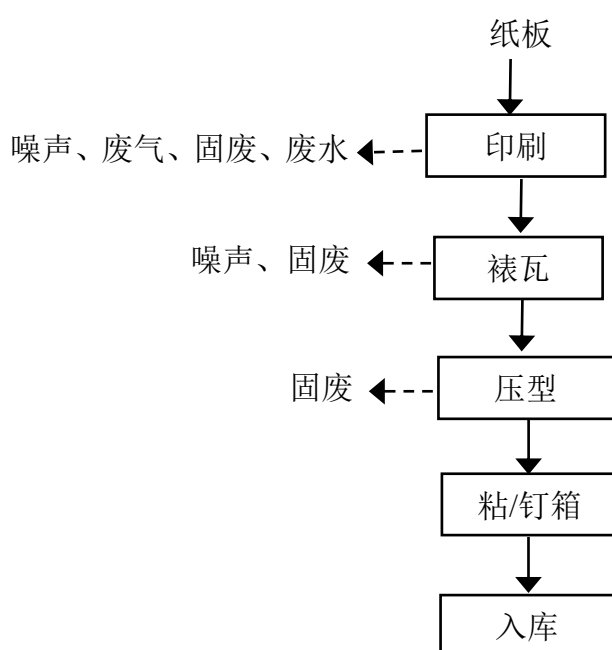 纸板
噪声、废气、固废、废水
印刷
噪声、固废
裱瓦
固废
压型
粘/钉箱
入库